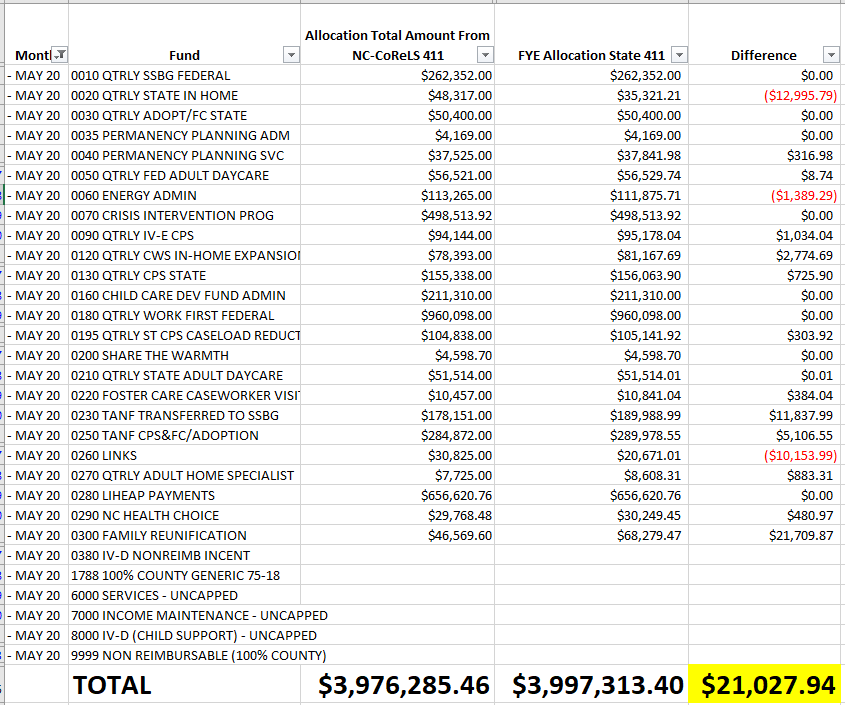 Allocation Total Amount From
Month Fund NC-CoReLS 411 FYE Allocation State 411 Difference
- MAY 20 0010 QTRLY SSBG FEDERAL $262,352.00 $262,352.00 $0.00
- MAY 20 0020 QTRLY STATE IN HOME $48,317.00 $35,321.21 ($12,995.79)
- MAY 20 0030 QTRLY ADOPT/FC STATE $50,400.00 $50,400.00 $0.00
- MAY 20 0035 PERMANENCY PLANNING ADM $4,169.00 $4,169.00 $0.00
- MAY 20 0040 PERMANENCY PLANNING SVC $37,525.00 $37,841.98 $316.98
- MAY 20 0050 QTRLY FED ADULT DAYCARE $56,521.00 $56,529.74 $8.74
- MAY 20 0060 ENERGY ADMIN $113,265.00 $111,875.71 ($1,389.29)
- MAY 20 0070 CRISIS INTERVENTION PROG $498,513.92 $498,513.92 $0.00
- MAY 20 0090 QTRLY IV-E CPS $94,144.00 $95,178.04 $1,034.04
- MAY 20 0120 QTRLY CWS IN-HOME EXPANSION $78,393.00 $81,167.69 $2,774.69
- MAY 20 0130 QTRLY CPS STATE $155,338.00 $156,063.90 $725.90
- MAY 20 0160 CHILD CARE DEV FUND ADMIN $211,310.00 $211,310.00 $0.00
- MAY 20 0180 QTRLY WORK FIRST FEDERAL $960,098.00 $960,098.00 $0.00
- MAY 20 0195 QTRLY ST CPS CASELOAD REDUCT $104,838.00 $105,141.92 $303.92
- MAY 20 0200 SHARE THE WARMTH $4,598.70 $4,598.70 $0.00
- MAY 20 0210 QTRLY STATE ADULT DAYCARE $51,514.00 $51,514.01 $0.01
- MAY 20 0220 FOSTER CARE CASEWORKER VISI $10,457.00 $10,841.04 $384.04
- MAY 20 0230 TANF TRANSFERRED TO SSBG $178,151.00 $189,988.99 $11,837.99
- MAY 20 0250 TANF CPS&FC/ADOPTION $284,872.00 $289,978.55 $5,106.55
- MAY 20 0260 LINKS $30,825.00 $20,671.01 ($10,153.99)
- MAY 20 0270 QTRLY ADULT HOME SPECIALIST $7,725.00 $8,608.31 $883.31
- MAY 20 0280 LIHEAP PAYMENTS $656,620.76 $656,620.76 $0.00
- MAY 20 0290 NC HEALTH CHOICE $29,768.48 $30,249.45 $480.97
- MAY 20 0300 FAMILY REUNIFICATION $46,569.60 $68,279.47 $21,709.87
- MAY 20 0380 IV-D NONREIMB INCENT
- MAY 20 1788 100% COUNTY GENERIC 75-18
- MAY 20 6000 SERVICES - UNCAPPED
- MAY 20 7000 INCOME MAINTENANCE - UNCAPPED
- MAY 20 8000 IV-D (CHILD SUPPORT) - UNCAPPED
- MAY 20 9999 NON REIMBURSABLE (100% COUNTY)
TOTAL $3,976,285.46 $3,997,313.40 $21,027.94